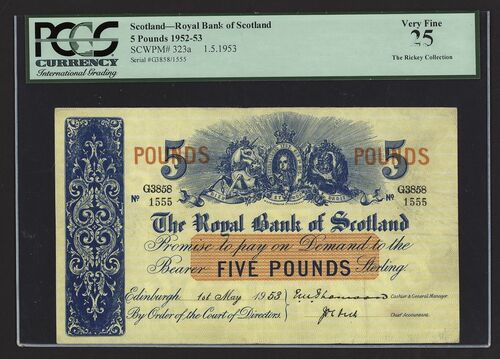 PCGS
CURRENCY
International Grading
Scotland—Royal Bank of Scotland
5 Pounds 1952-53
SCWPM# 323a 1.5.1953
Serial #G3858/1555
Very Fine
25
The Rickey Collection
5 5
POUNDS POUNDS
G3858 G3858
Nº 1555 Nº 1555
The Royal Bank of Scotland
Promise to pay on Demand to the
Bearer FIVE POUNDS Sterling.
Edinburgh 1st May 1953
Cashier & General Manager.
By Order of the Court of Directors.
Chief Accountant.